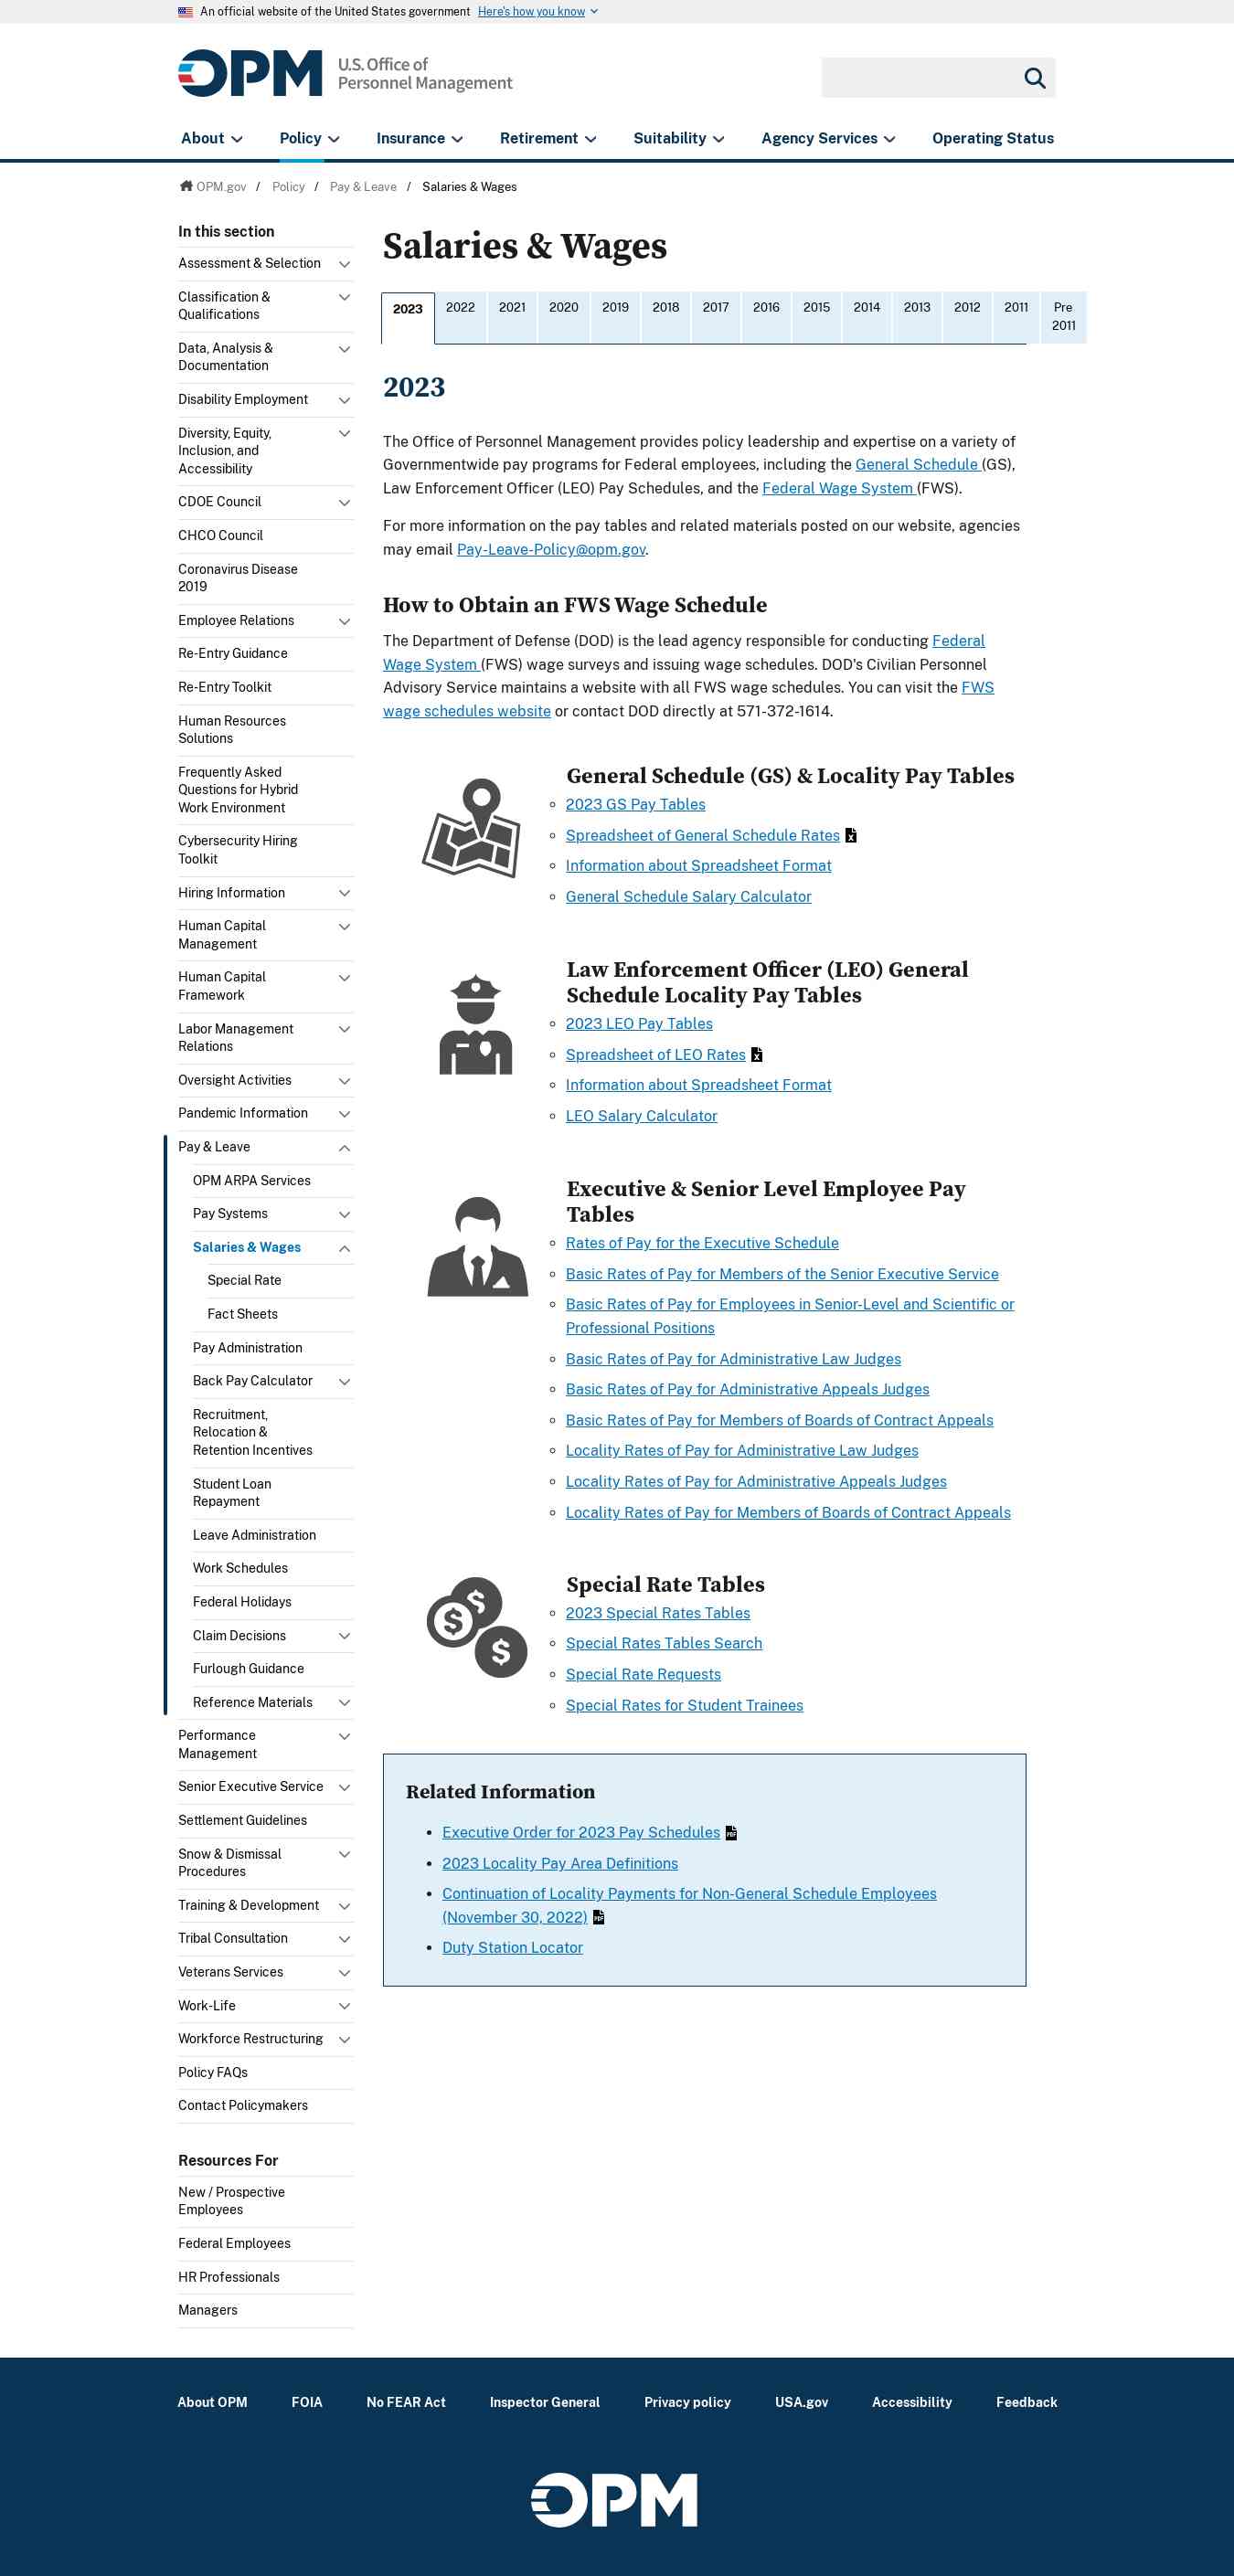 An official website of the United States government Here's how you know
OPM U.S. Office of
Personnel Management
About Policy Insurance Retirement Suitability Agency Services Operating Status
OPM.gov / Policy / Pay & Leave / Salaries & Wages
In this section
Assessment & Selection
Classification &
Qualifications
Data, Analysis &
Documentation
Disability Employment
Diversity, Equity,
Inclusion, and
Accessibility
CDOE Council
CHCO Council
Coronavirus Disease
2019
Employee Relations
Re-Entry Guidance
Re-Entry Toolkit
Human Resources
Solutions
Frequently Asked
Questions for Hybrid
Work Environment
Cybersecurity Hiring
Toolkit
Hiring Information
Human Capital
Management
Human Capital
Framework
Labor Management
Relations
Oversight Activities
Pandemic Information
Pay & Leave
OPM ARPA Services
Pay Systems
Salaries & Wages
Special Rate
Fact Sheets
Pay Administration
Back Pay Calculator
Recruitment,
Relocation &
Retention Incentives
Student Loan
Repayment
Leave Administration
Work Schedules
Federal Holidays
Claim Decisions
Furlough Guidance
Reference Materials
Performance
Management
Senior Executive Service
Settlement Guidelines
Snow & Dismissal
Procedures
Training & Development
Tribal Consultation
Veterans Services
Work-Life
Workforce Restructuring
Policy FAQs
Contact Policymakers
Resources For
New / Prospective
Employees
Federal Employees
HR Professionals
Managers
Salaries & Wages
2023 2022 2021 2020 2019 2018 2017 2016 2015 2014 2013 2012 2011 Pre
2011
2023
The Office of Personnel Management provides policy leadership and expertise on a variety of
Governmentwide pay programs for Federal employees, including the General Schedule (GS),
Law Enforcement Officer (LEO) Pay Schedules, and the Federal Wage System (FWS).
For more information on the pay tables and related materials posted on our website, agencies
may email Pay-Leave-Policy@opm.gov.
How to Obtain an FWS Wage Schedule
The Department of Defense (DOD) is the lead agency responsible for conducting Federal
Wage System (FWS) wage surveys and issuing wage schedules. DOD's Civilian Personnel
Advisory Service maintains a website with all FWS wage schedules. You can visit the FWS
wage schedules website or contact DOD directly at 571-372-1614.
General Schedule (GS) & Locality Pay Tables
2023 GS Pay Tables
Spreadsheet of General Schedule Rates
Information about Spreadsheet Format
General Schedule Salary Calculator
Law Enforcement Officer (LEO) General
Schedule Locality Pay Tables
2023 LEO Pay Tables
Spreadsheet of LEO Rates
Information about Spreadsheet Format
LEO Salary Calculator
Executive & Senior Level Employee Pay
Tables
Rates of Pay for the Executive Schedule
Basic Rates of Pay for Members of the Senior Executive Service
Basic Rates of Pay for Employees in Senior-Level and Scientific or
Professional Positions
Basic Rates of Pay for Administrative Law Judges
Basic Rates of Pay for Administrative Appeals Judges
Basic Rates of Pay for Members of Boards of Contract Appeals
Locality Rates of Pay for Administrative Law Judges
Locality Rates of Pay for Administrative Appeals Judges
Locality Rates of Pay for Members of Boards of Contract Appeals
Special Rate Tables
2023 Special Rates Tables
Special Rates Tables Search
Special Rate Requests
Special Rates for Student Trainees
Related Information
Executive Order for 2023 Pay Schedules
2023 Locality Pay Area Definitions
Continuation of Locality Payments for Non-General Schedule Employees
(November 30, 2022)
Duty Station Locator
About OPM FOIA No FEAR Act Inspector General Privacy policy USA.gov Accessibility Feedback
OPM